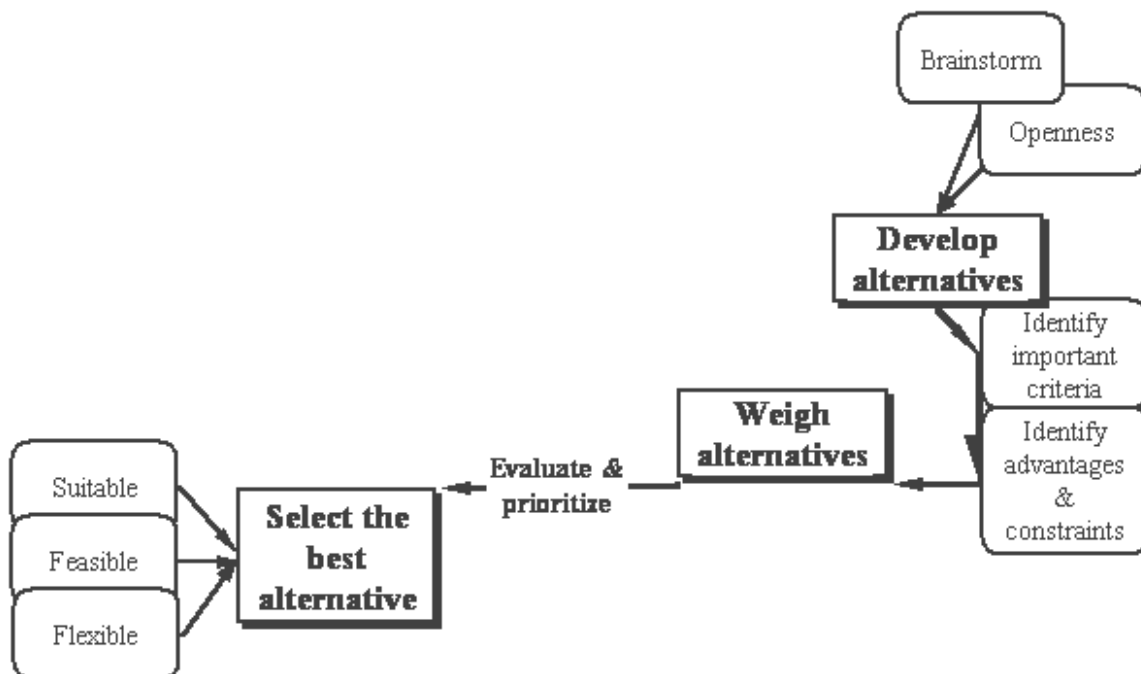 Brainstorm
Openness
Develop
alternatives
Identify
important
criteria
Weigh
alternatives
Identify
advantages
&
constraints
Evaluate &
prioritize
Suitable
Feasible
Flexible
Select the
best
alternative